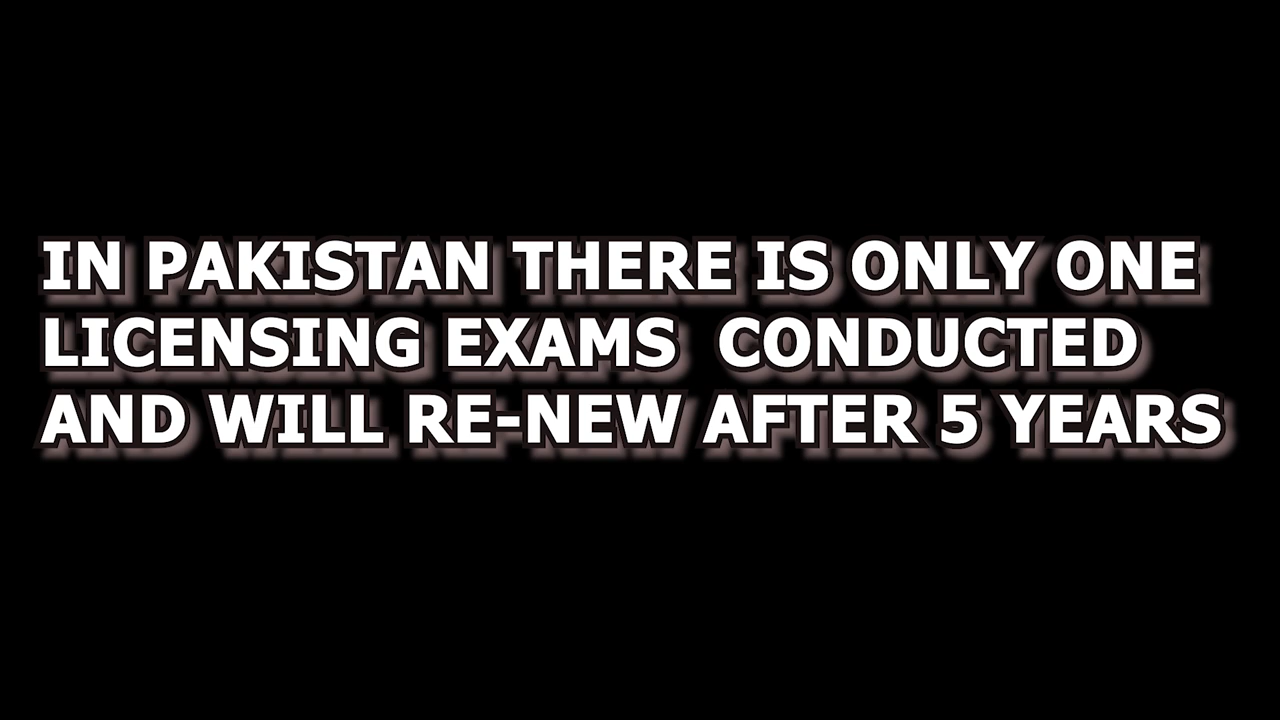 IN PAKISTAN THERE IS ONLY ONE
LICENSING EXAMS  CONDUCTED
AND WILL RE-NEW AFTER 5 YEARS